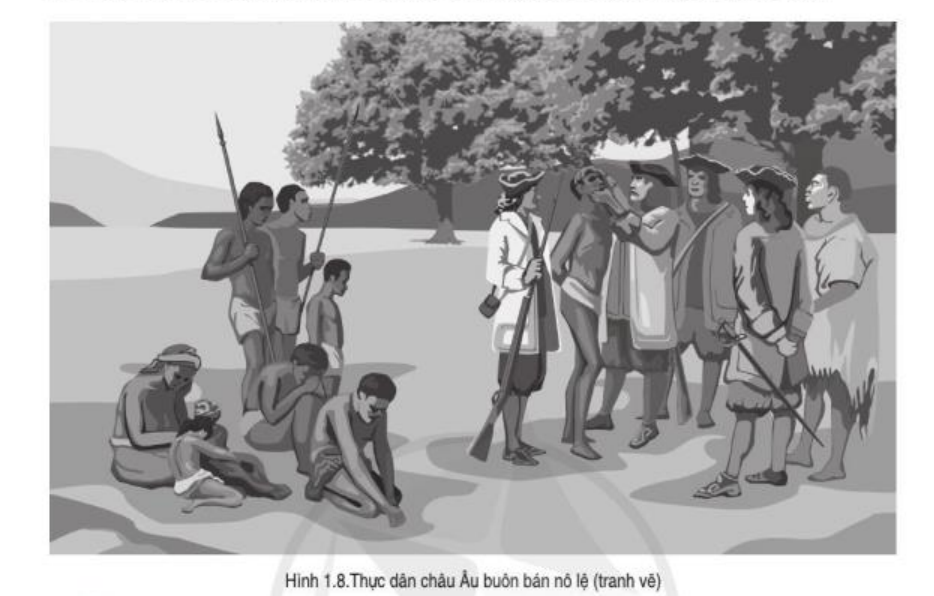 Hình 1.8.Thực dân châu Âu buôn bán nô lệ (tranh vẽ)